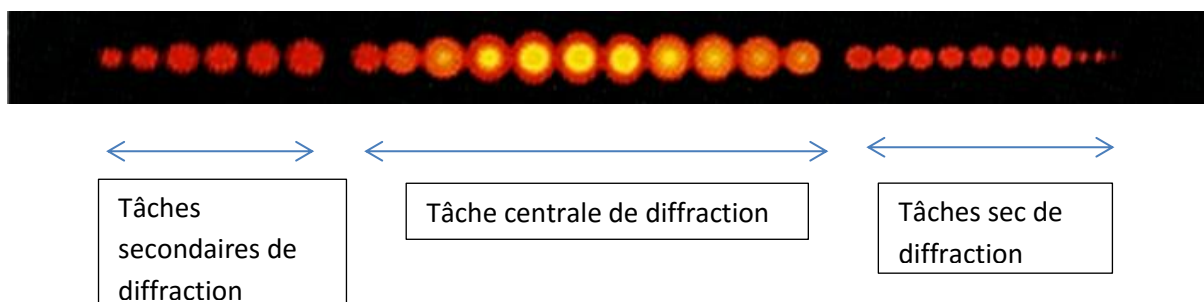 Tâches
secondaires de
diffraction
Tâche centrale de diffraction
Tâches sec de
diffraction